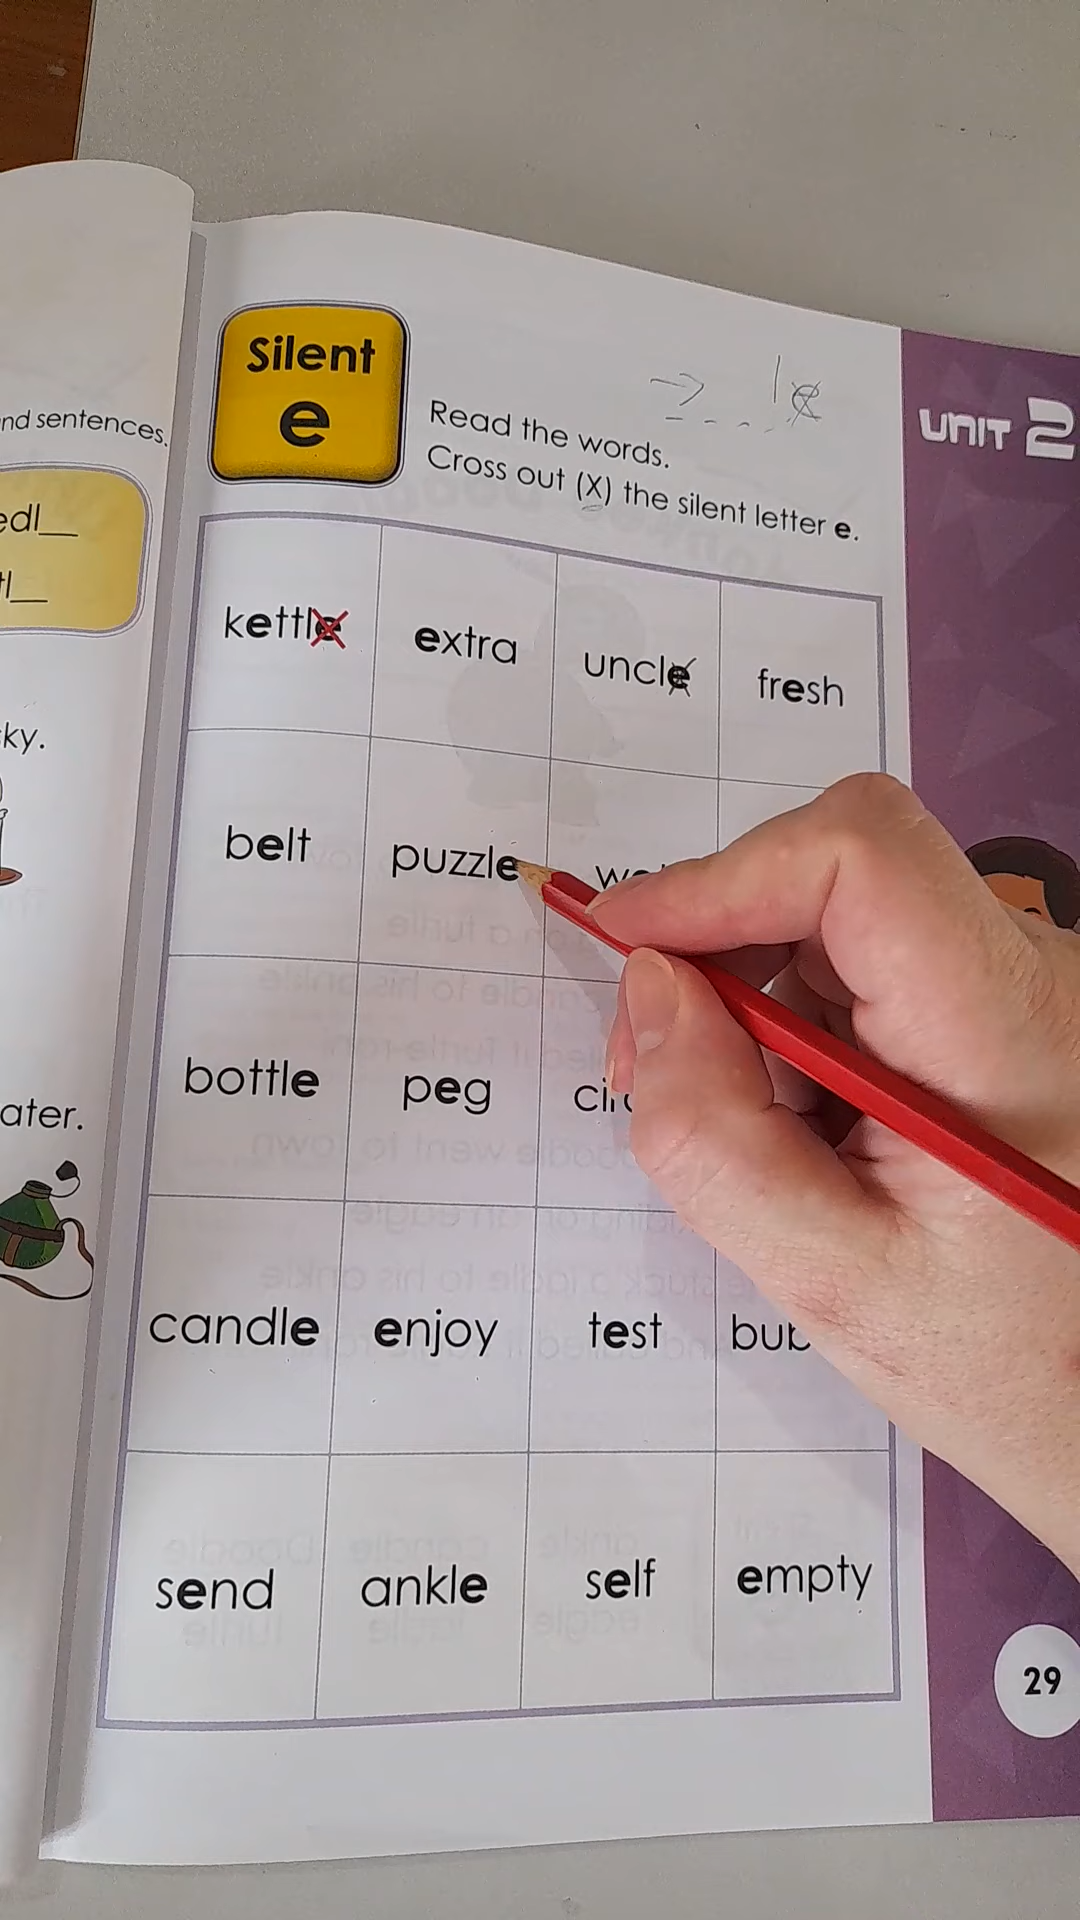 Silent
e
Read the words.
Cross out (X) the silent letter e.
UNIT 2
nd sentences.
edl__
tl__
ky.
ater.
kettle extra uncle fresh
belt puzzle
bottle peg
candle enjoy test
send ankle self empty
29